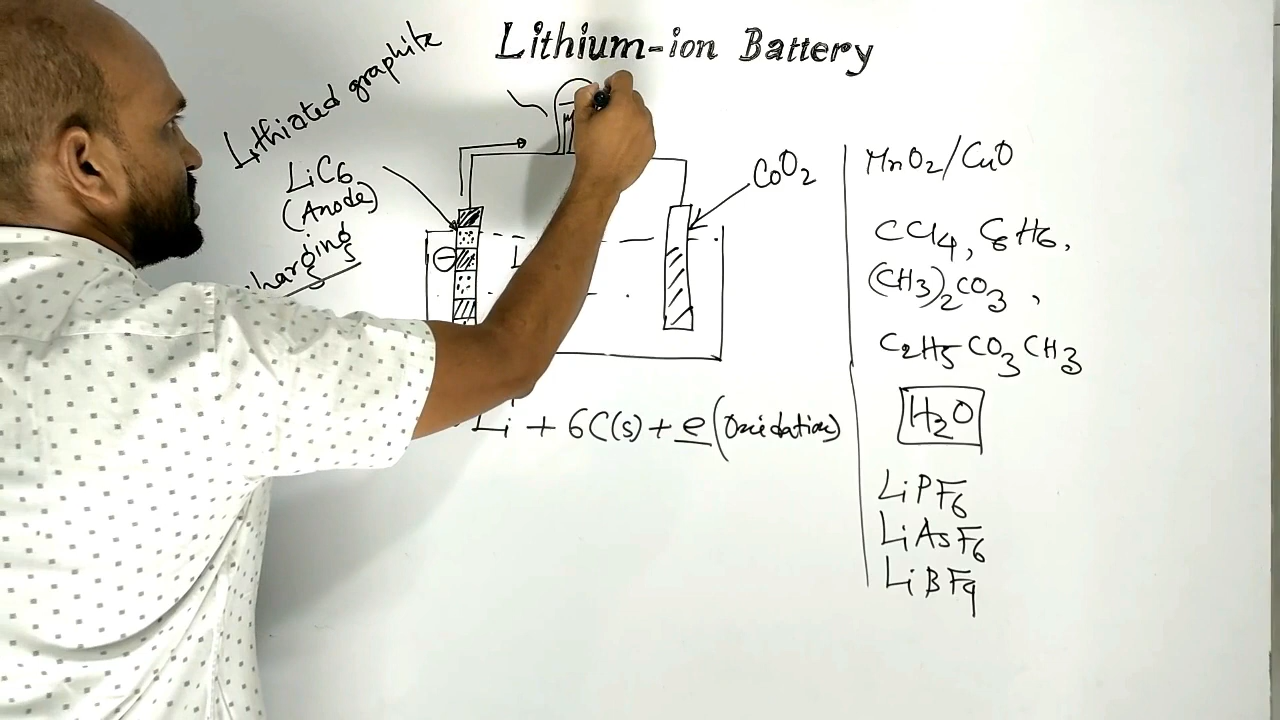 Lithium-ion Battery
Lithiated graphite
LiC6
(Anode)
harging
⊖
CoO2
Li + 6C(s) + e (Oxidation)
MnO2/CuO
CCl4, C6H6,
(CH3)2CO3,
C2H5CO3CH3
H2O
LiPF6
LiAsF6
LiBF4